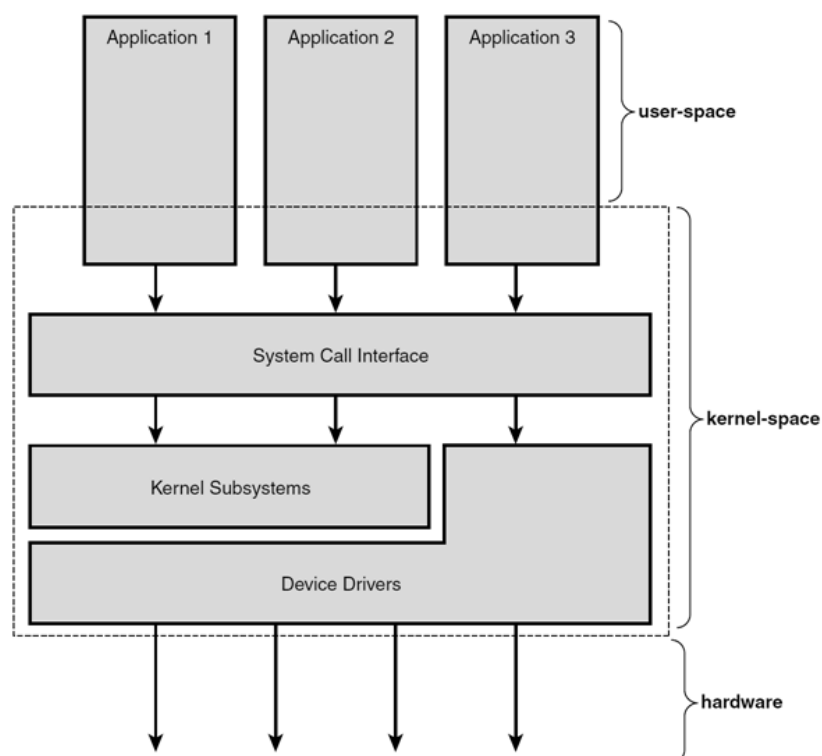 Application 1
Application 2
Application 3
user-space
System Call Interface
kernel-space
Kernel Subsystems
Device Drivers
hardware